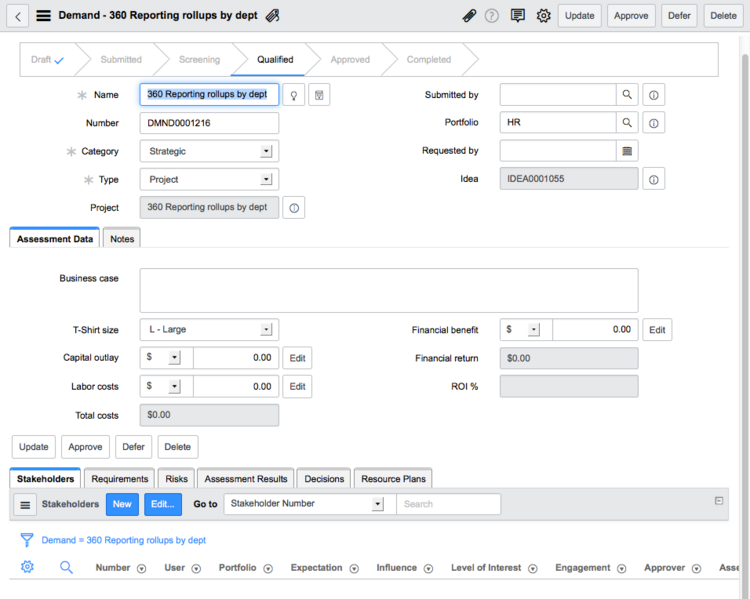 Demand - 360 Reporting rollups by dept
Update Approve Defer Delete
Draft Submitted Screening Qualified Approved Completed
Name 360 Reporting rollups by dept Submitted by
Number DMND0001216 Portfolio HR
Category Strategic Requested by
Type Project Idea IDEA0001055
Project 360 Reporting rollups by dept
Assessment Data Notes
Business case
T-Shirt size L - Large Financial benefit $ 0.00 Edit
Capital outlay $ 0.00 Edit Financial return $0.00
Labor costs $ 0.00 Edit ROI %
Total costs $0.00
Update Approve Defer Delete
Stakeholders Requirements Risks Assessment Results Decisions Resource Plans
Stakeholders New Edit... Go to Stakeholder Number Search
Demand = 360 Reporting rollups by dept
Number User Portfolio Expectation Influence Level of Interest Engagement Approver Asse